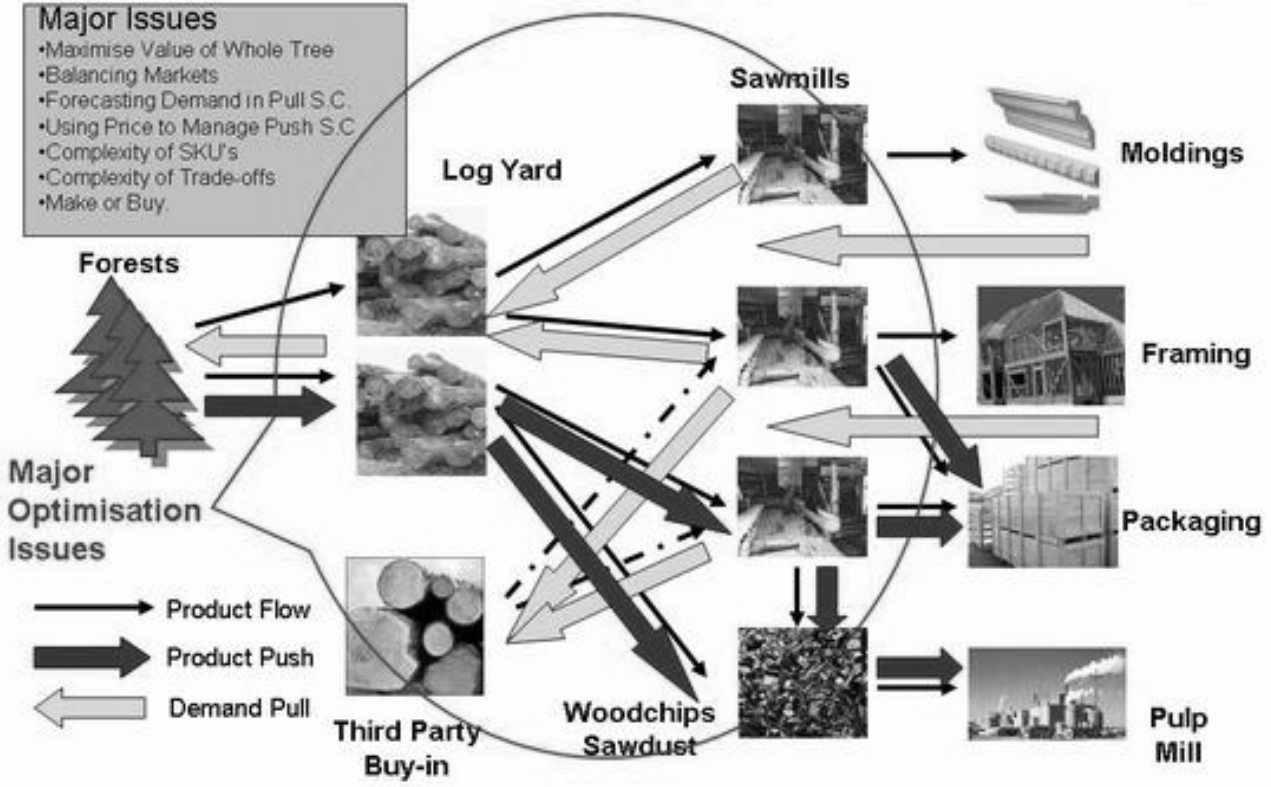 Major Issues
•Maximise Value of Whole Tree
•Balancing Markets
•Forecasting Demand in Pull S.C.
•Using Price to Manage Push S.C
•Complexity of SKU's
•Complexity of Trade-offs
•Make or Buy.
Sawmills
Moldings
Log Yard
Forests
Framing
Major
Optimisation
Issues
Packaging
Product Flow
Product Push
Demand Pull
Third Party
Buy-in
Woodchips
Sawdust
Pulp
Mill